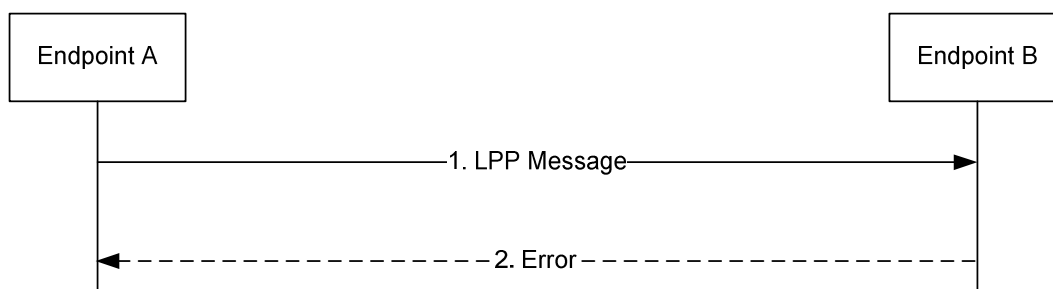 Endpoint A
Endpoint B
1. LPP Message
2. Error